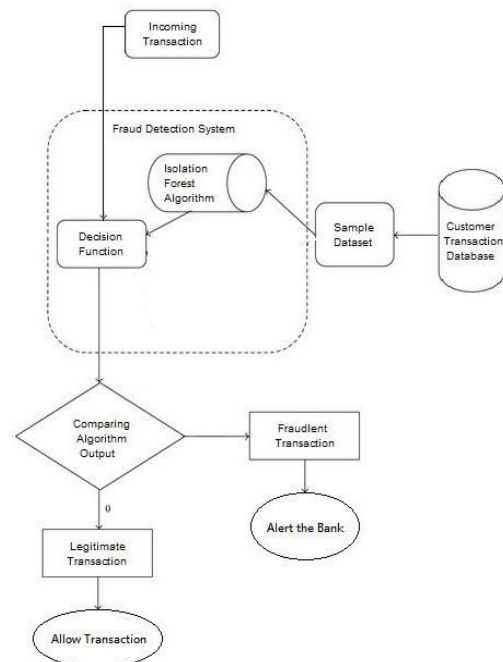 Incoming
Transaction
Fraud Detection System
Isolation
Forest
Algorithm
Decision
Function
Sample
Dataset
Customer
Transaction
Database
Comparing
Algorithm
Output
Fraudlent
Transaction
0
Alert the Bank
Legitimate
Transaction
Allow Transaction